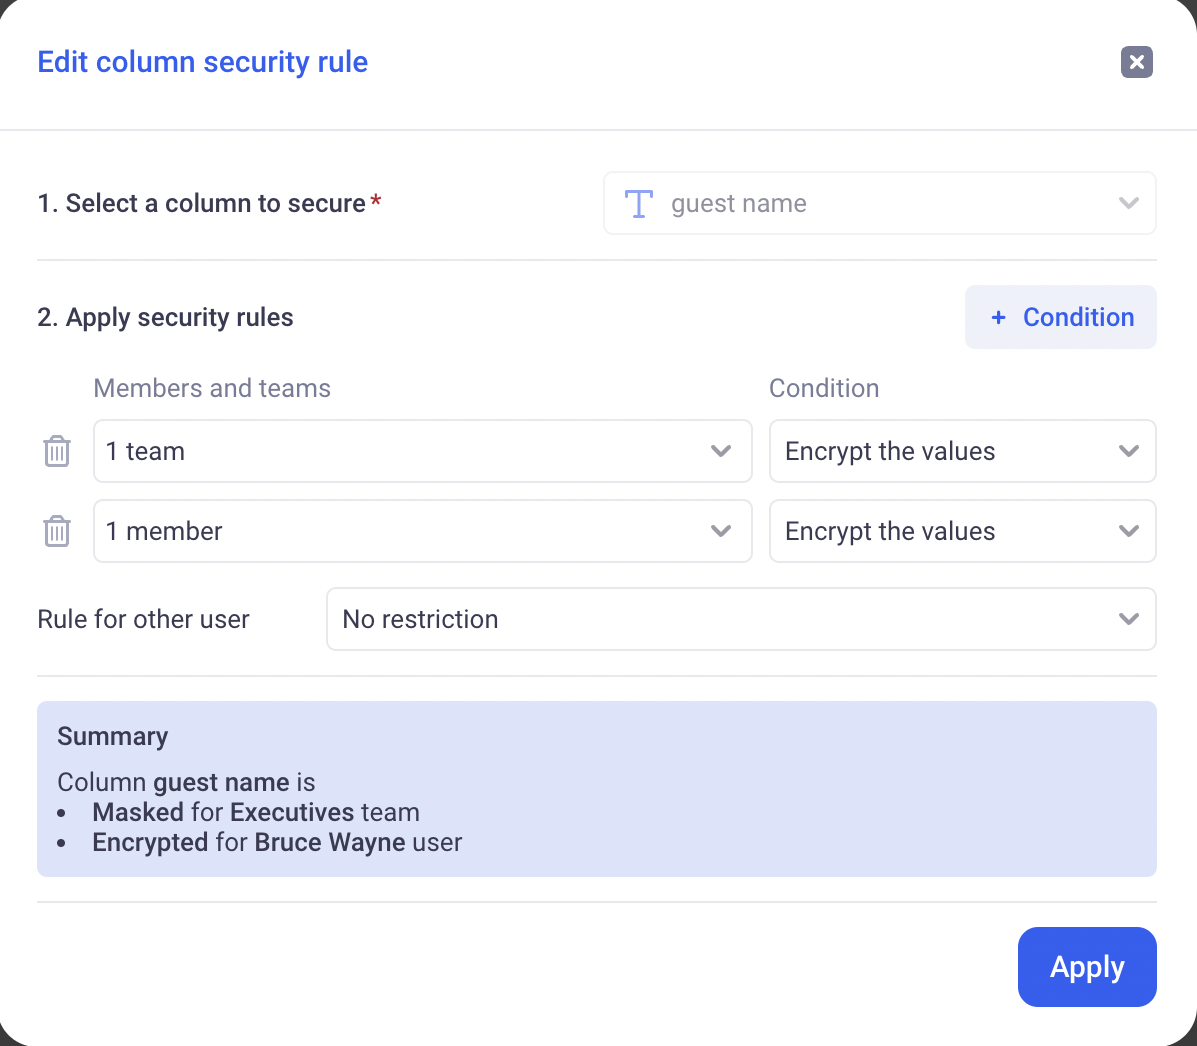 Edit column security rule
1. Select a column to secure*
guest name
2. Apply security rules
+ Condition
Members and teams
Condition
1 team
Encrypt the values
1 member
Encrypt the values
Rule for other user
No restriction
Summary
Column guest name is
• Masked for Executives team
• Encrypted for Bruce Wayne user
Apply